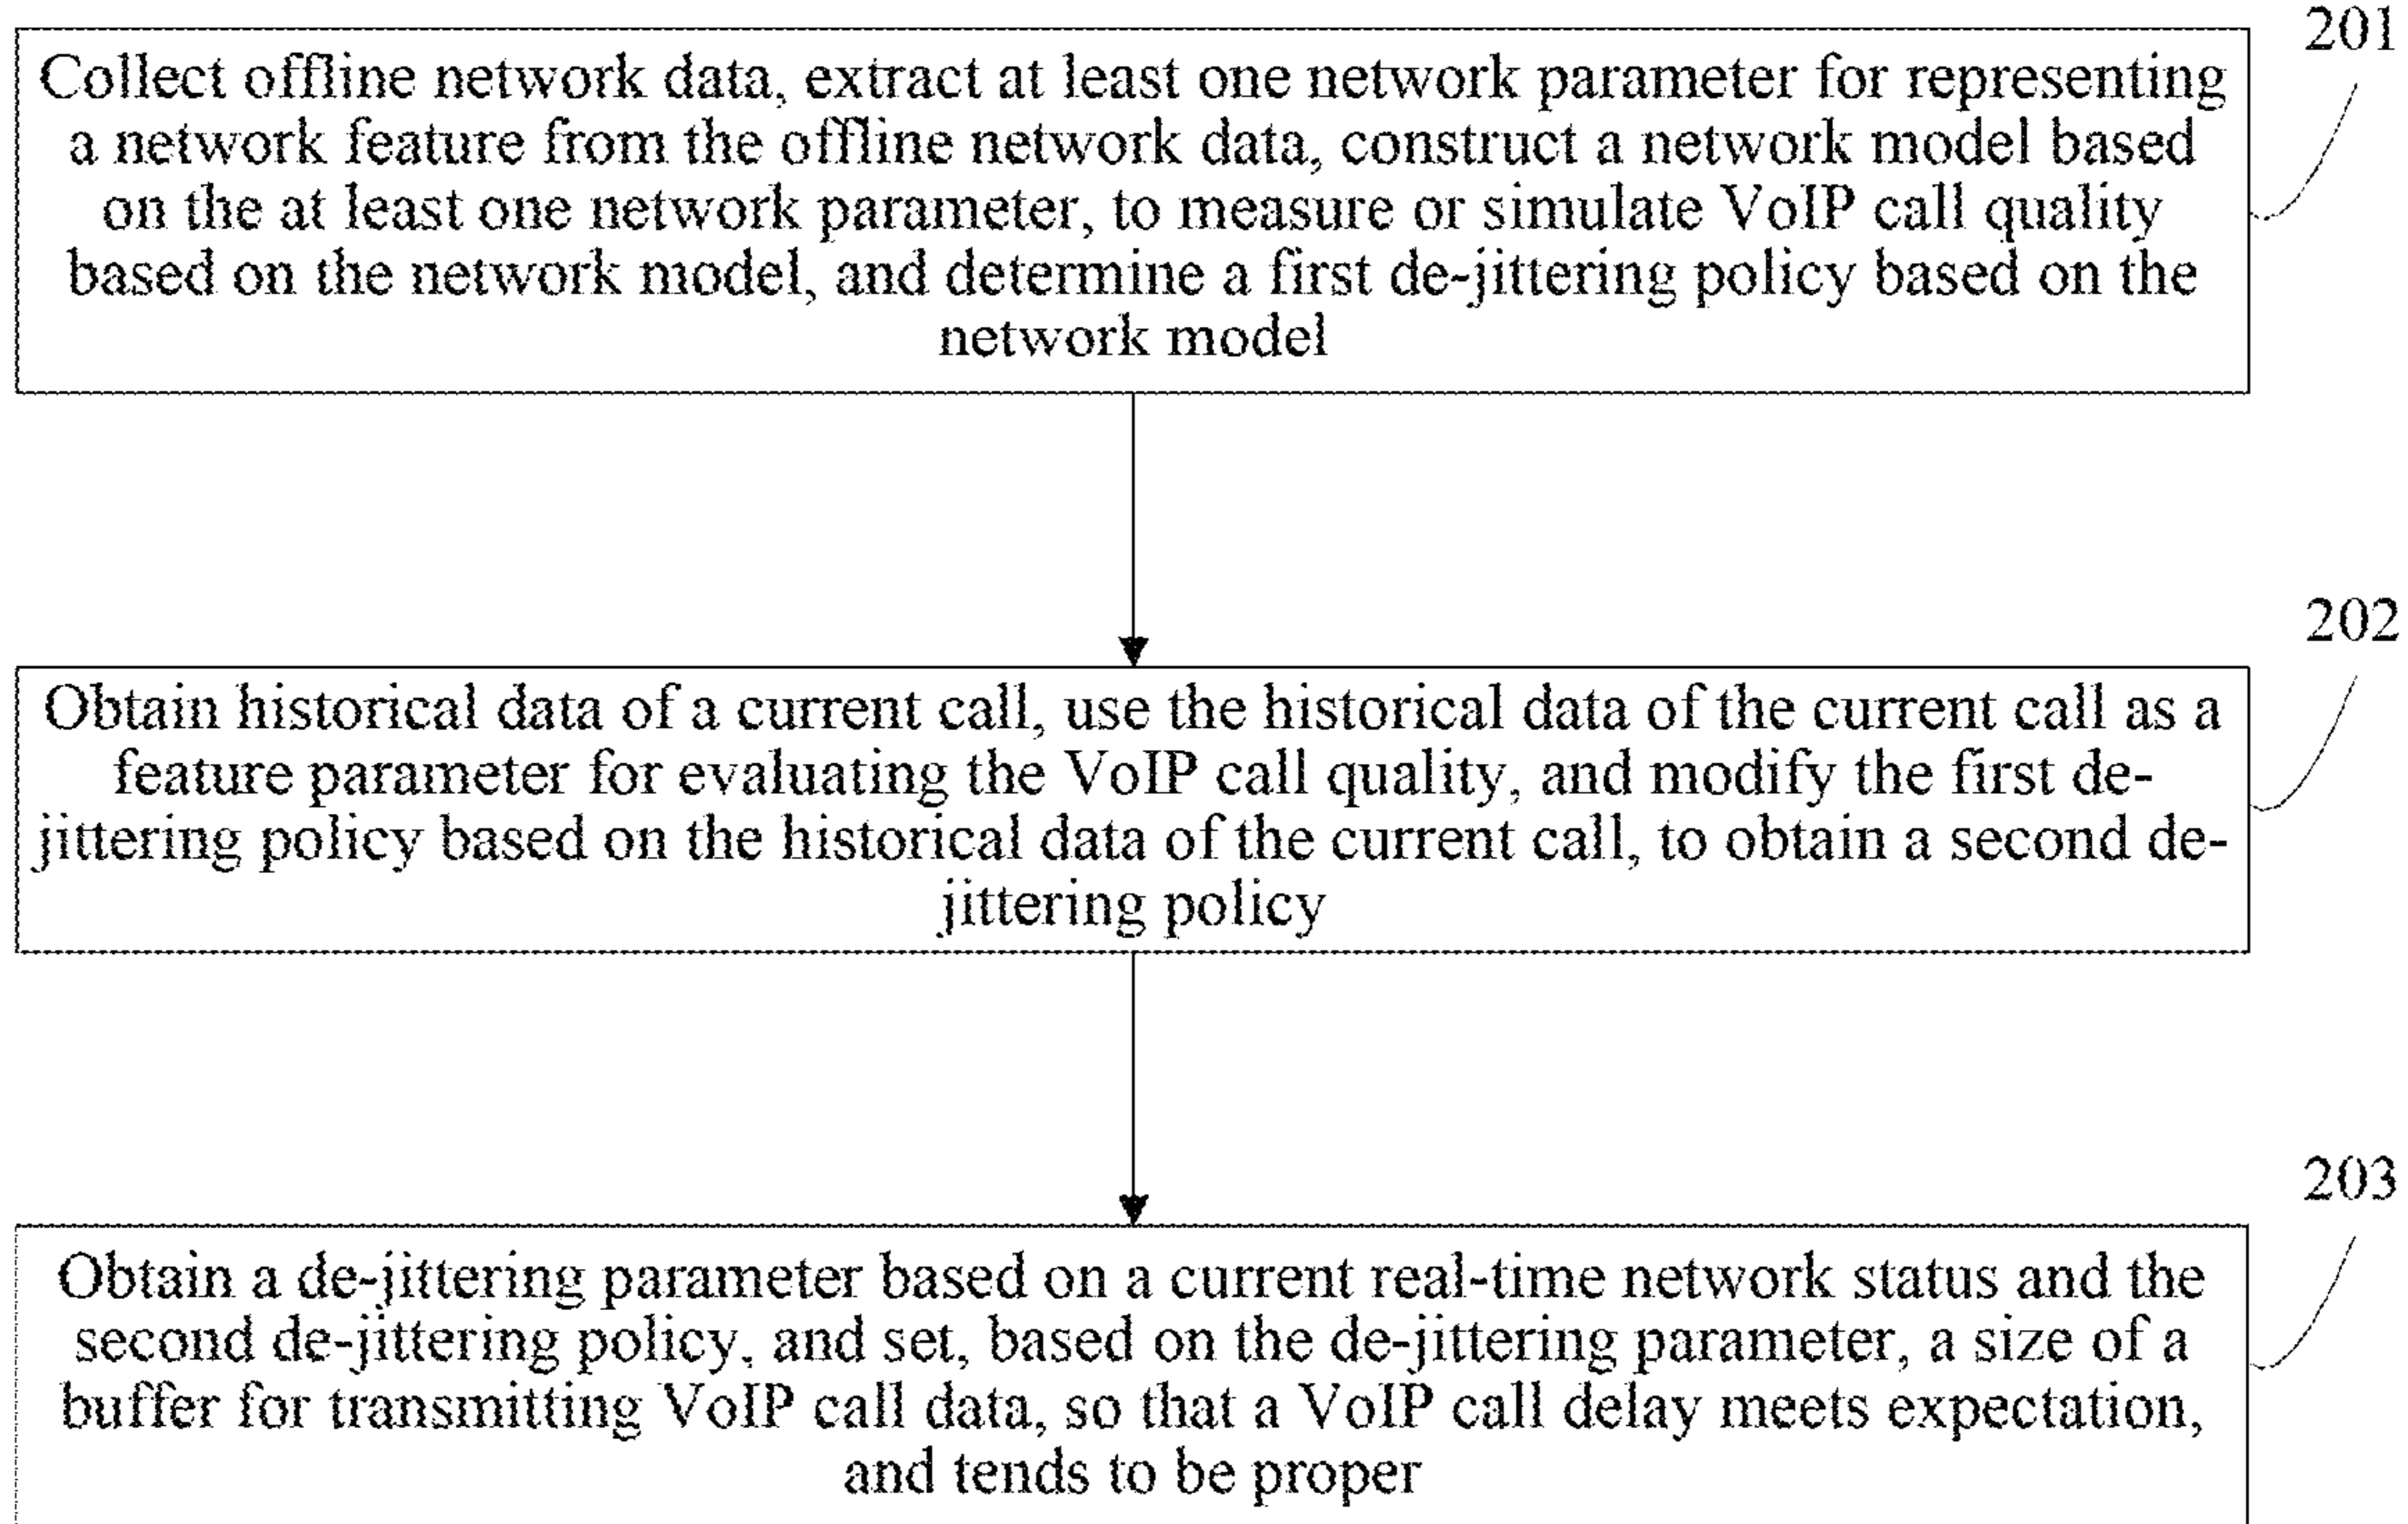 201
Collect offline network data, extract at least one network parameter for representing
a network feature from the offline network data, construct a network model based
on the at least one network parameter, to measure or simulate VoIP call quality
based on the network model, and determine a first de-jittering policy based on the
network model
202
Obtain historical data of a current call, use the historical data of the current call as a
feature parameter for evaluating the VoIP call quality, and modify the first de-
jittering policy based on the historical data of the current call, to obtain a second de-
jittering policy
203
Obtain a de-jittering parameter based on a current real-time network status and the
second de-jittering policy, and set, based on the de-jittering parameter, a size of a
buffer for transmitting VoIP call data, so that a VoIP call delay meets expectation,
and tends to be proper